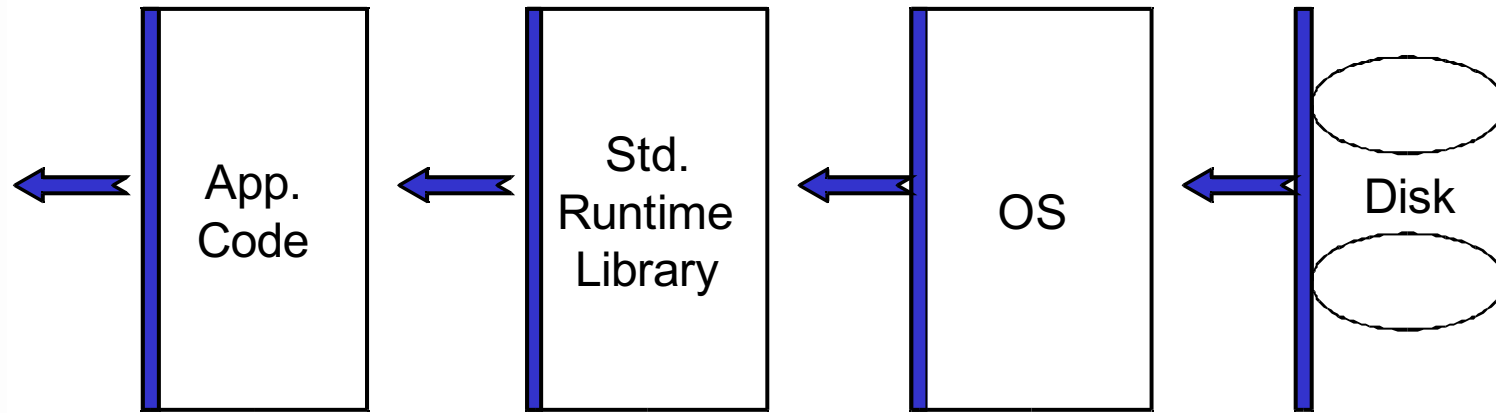 App.
Code
Std.
Runtime
Library
OS
Disk